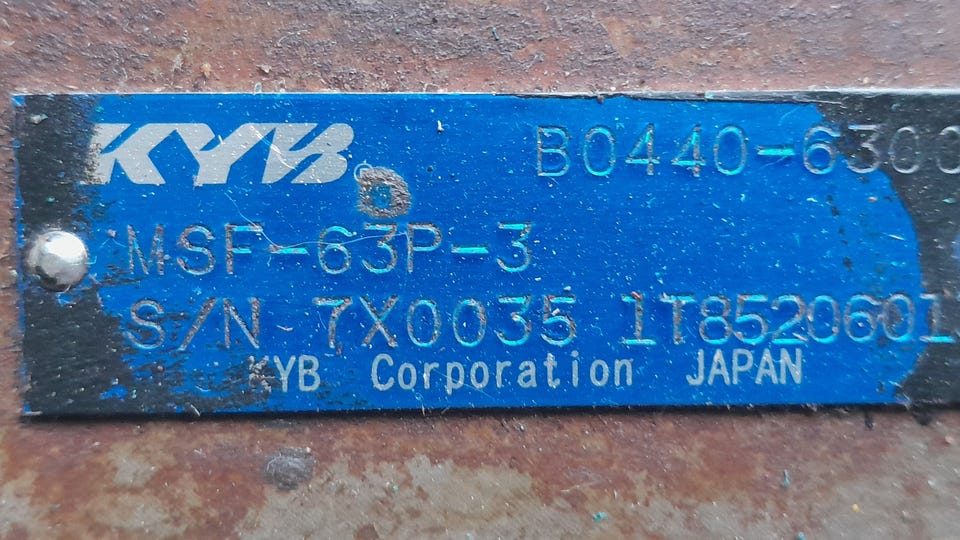 KYB B0440-6300
MSF-63P-3
S/N 7X0035 1T8520601
KYB Corporation JAPAN